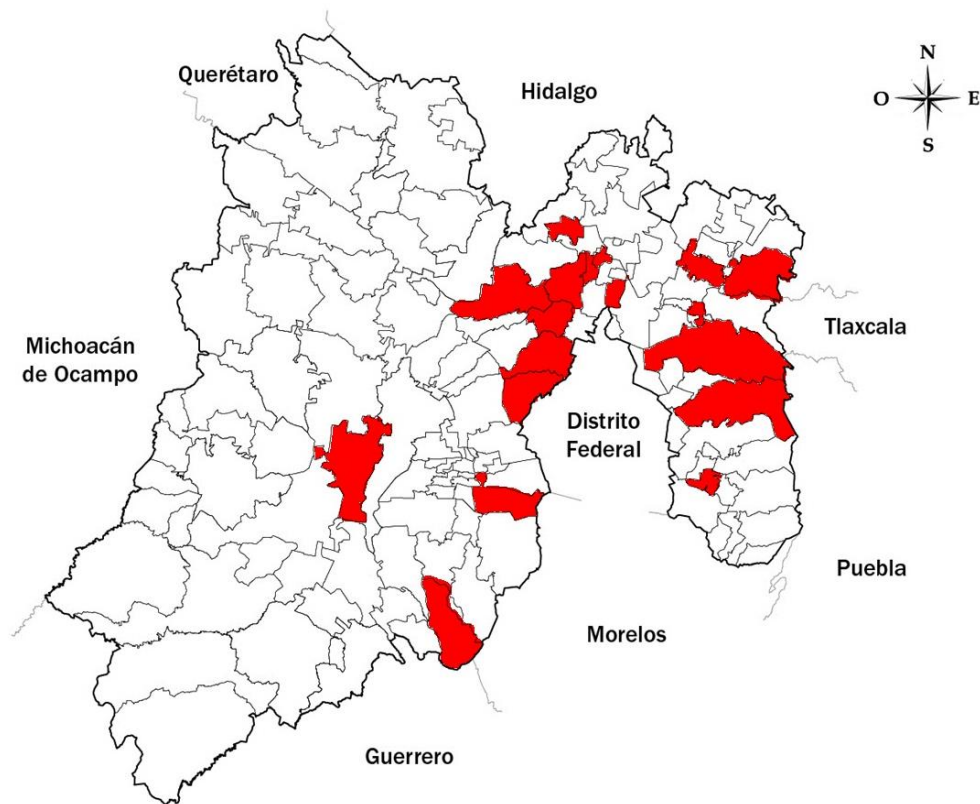 Querétaro
Hidalgo
N
O
E
S
Tlaxcala
Michoacán
de Ocampo
Distrito
Federal
Puebla
Morelos
Guerrero